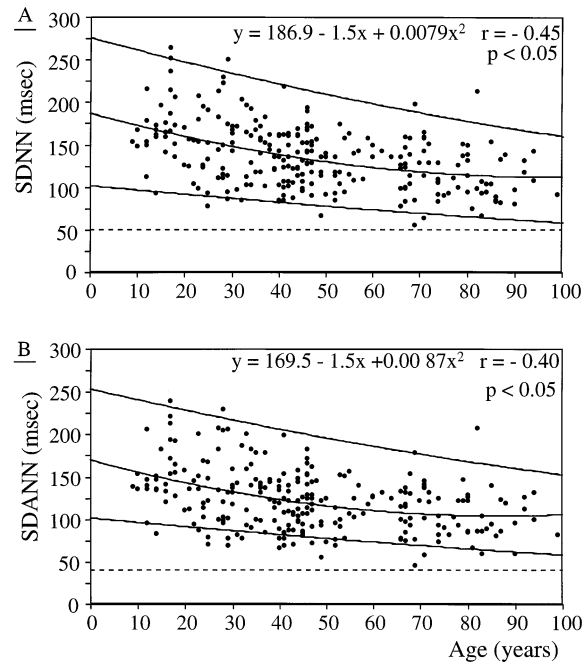 A
y = 186.9 - 1.5x + 0.0079x² r = - 0.45
p < 0.05
SDNN (msec)
300
250
200
150
100
50
0
0 10 20 30 40 50 60 70 80 90 100
B
y = 169.5 - 1.5x +0.00 87x² r = - 0.40
p < 0.05
SDANN (msec)
300
250
200
150
100
50
0
0 10 20 30 40 50 60 70 80 90 100
Age (years)